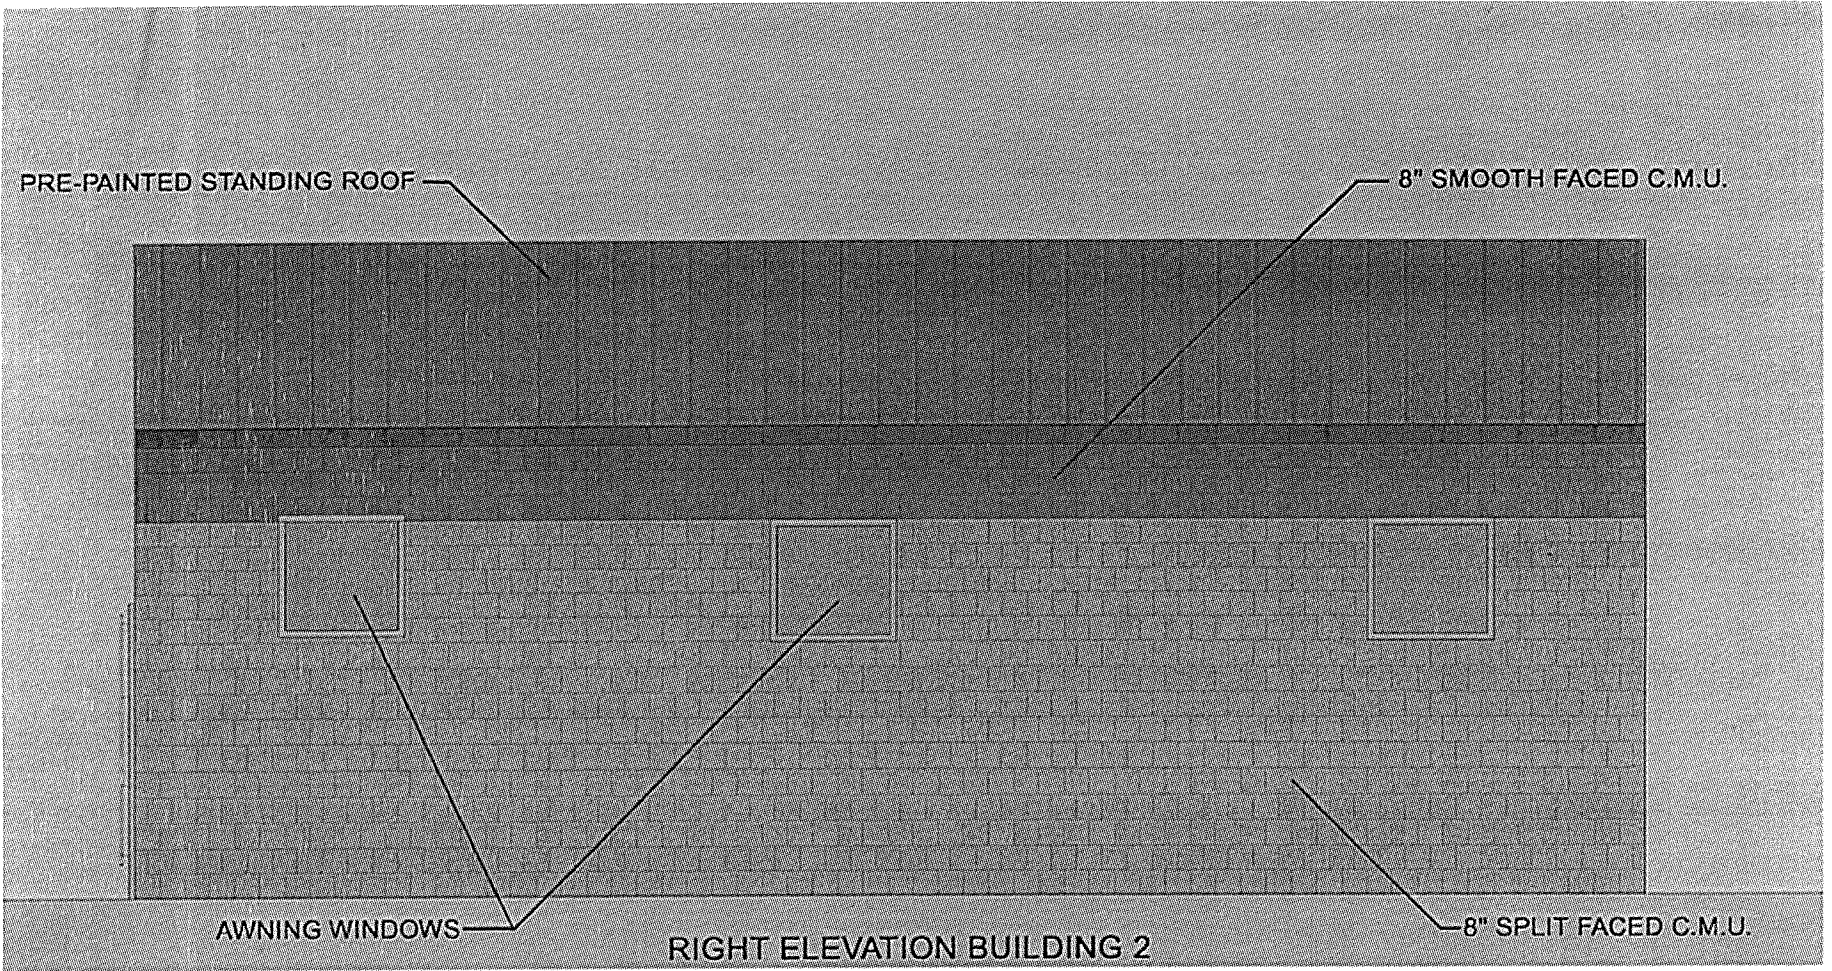 PRE-PAINTED STANDING ROOF
8" SMOOTH FACED C.M.U.
AWNING WINDOWS
8" SPLIT FACED C.M.U.
RIGHT ELEVATION BUILDING 2